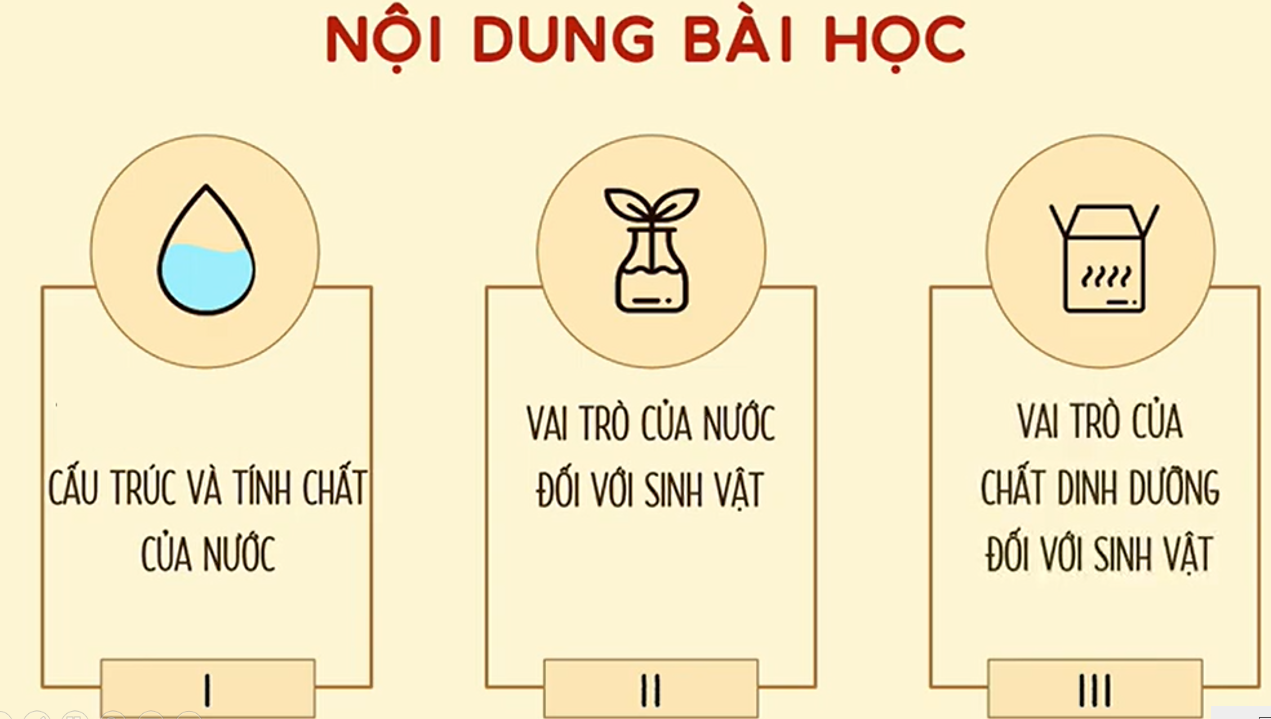 NỘI DUNG BÀI HỌC
CẤU TRÚC VÀ TÍNH CHẤT
CỦA NƯỚC
I
VAI TRÒ CỦA NƯỚC
ĐỐI VỚI SINH VẬT
II
VAI TRÒ CỦA
CHẤT DINH DƯỠNG
ĐỐI VỚI SINH VẬT
III